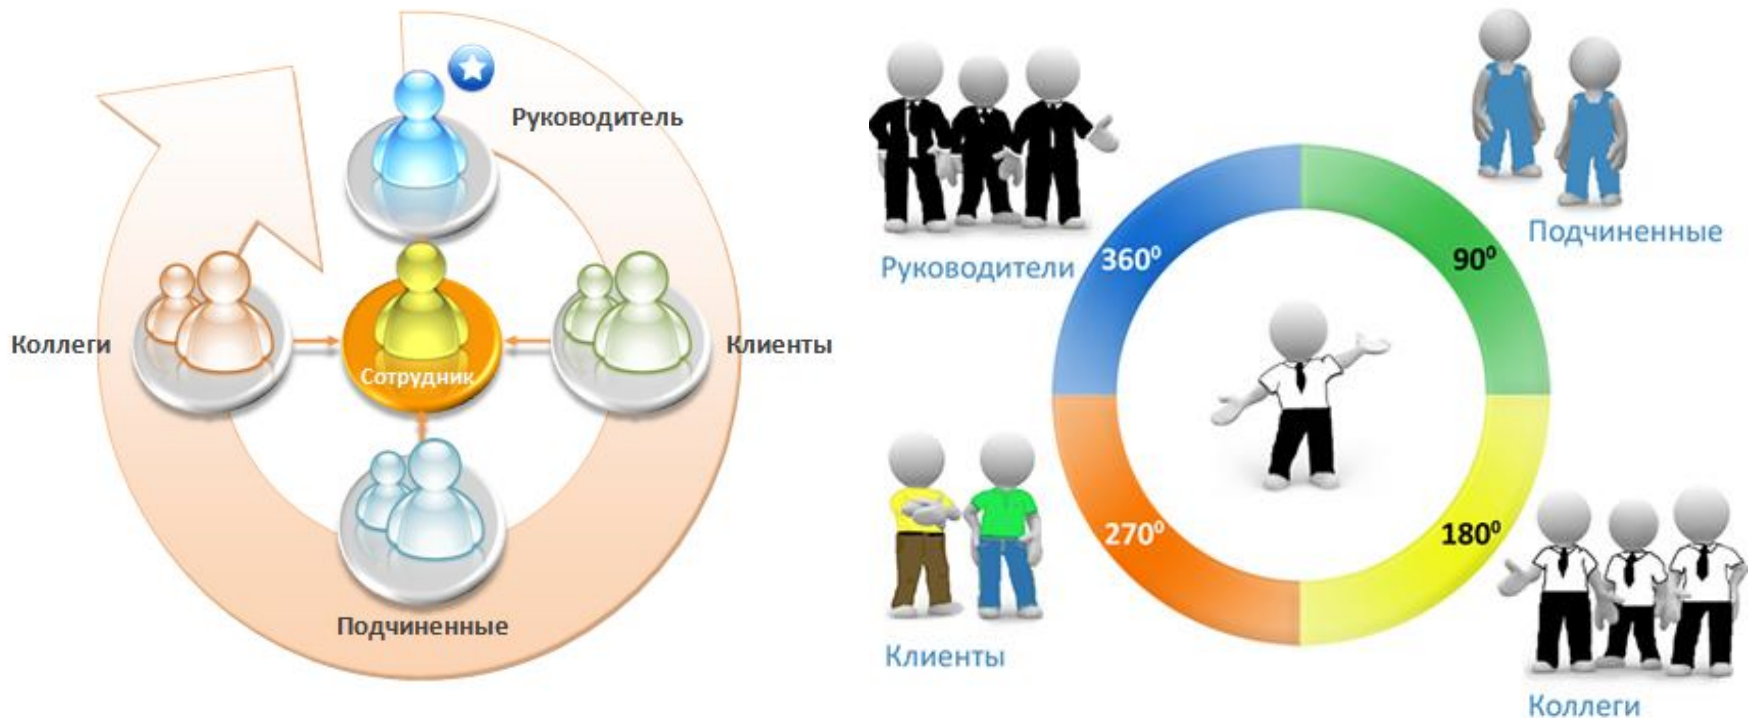 Руководитель
Коллеги
Клиенты
Сотрудник
Подчиненные
Руководители
Подчиненные
360⁰
90⁰
270⁰
180⁰
Клиенты
Коллеги